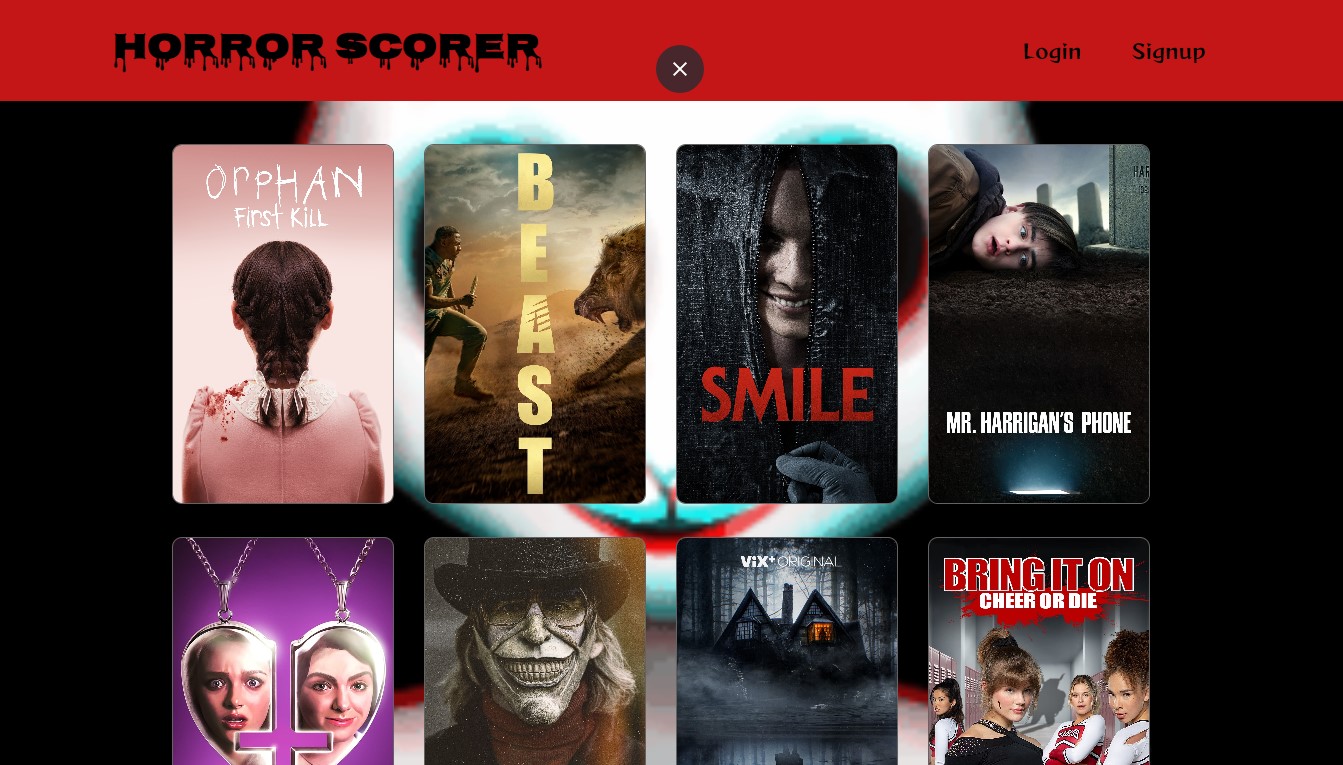 HORROR SCORER
Login
Signup
ORPHAN
First Kill
BEAST
SMILE
MR. HARRIGAN'S PHONE
ViX+ ORIGINAL
BRING IT ON
CHEER OR DIE